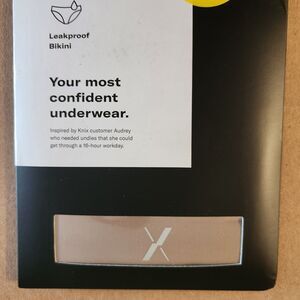 Leakproof
Bikini
Your most
confident
underwear.
Inspired by Knix customer Audrey
who needed undies that she could
get through a 16-hour workday.